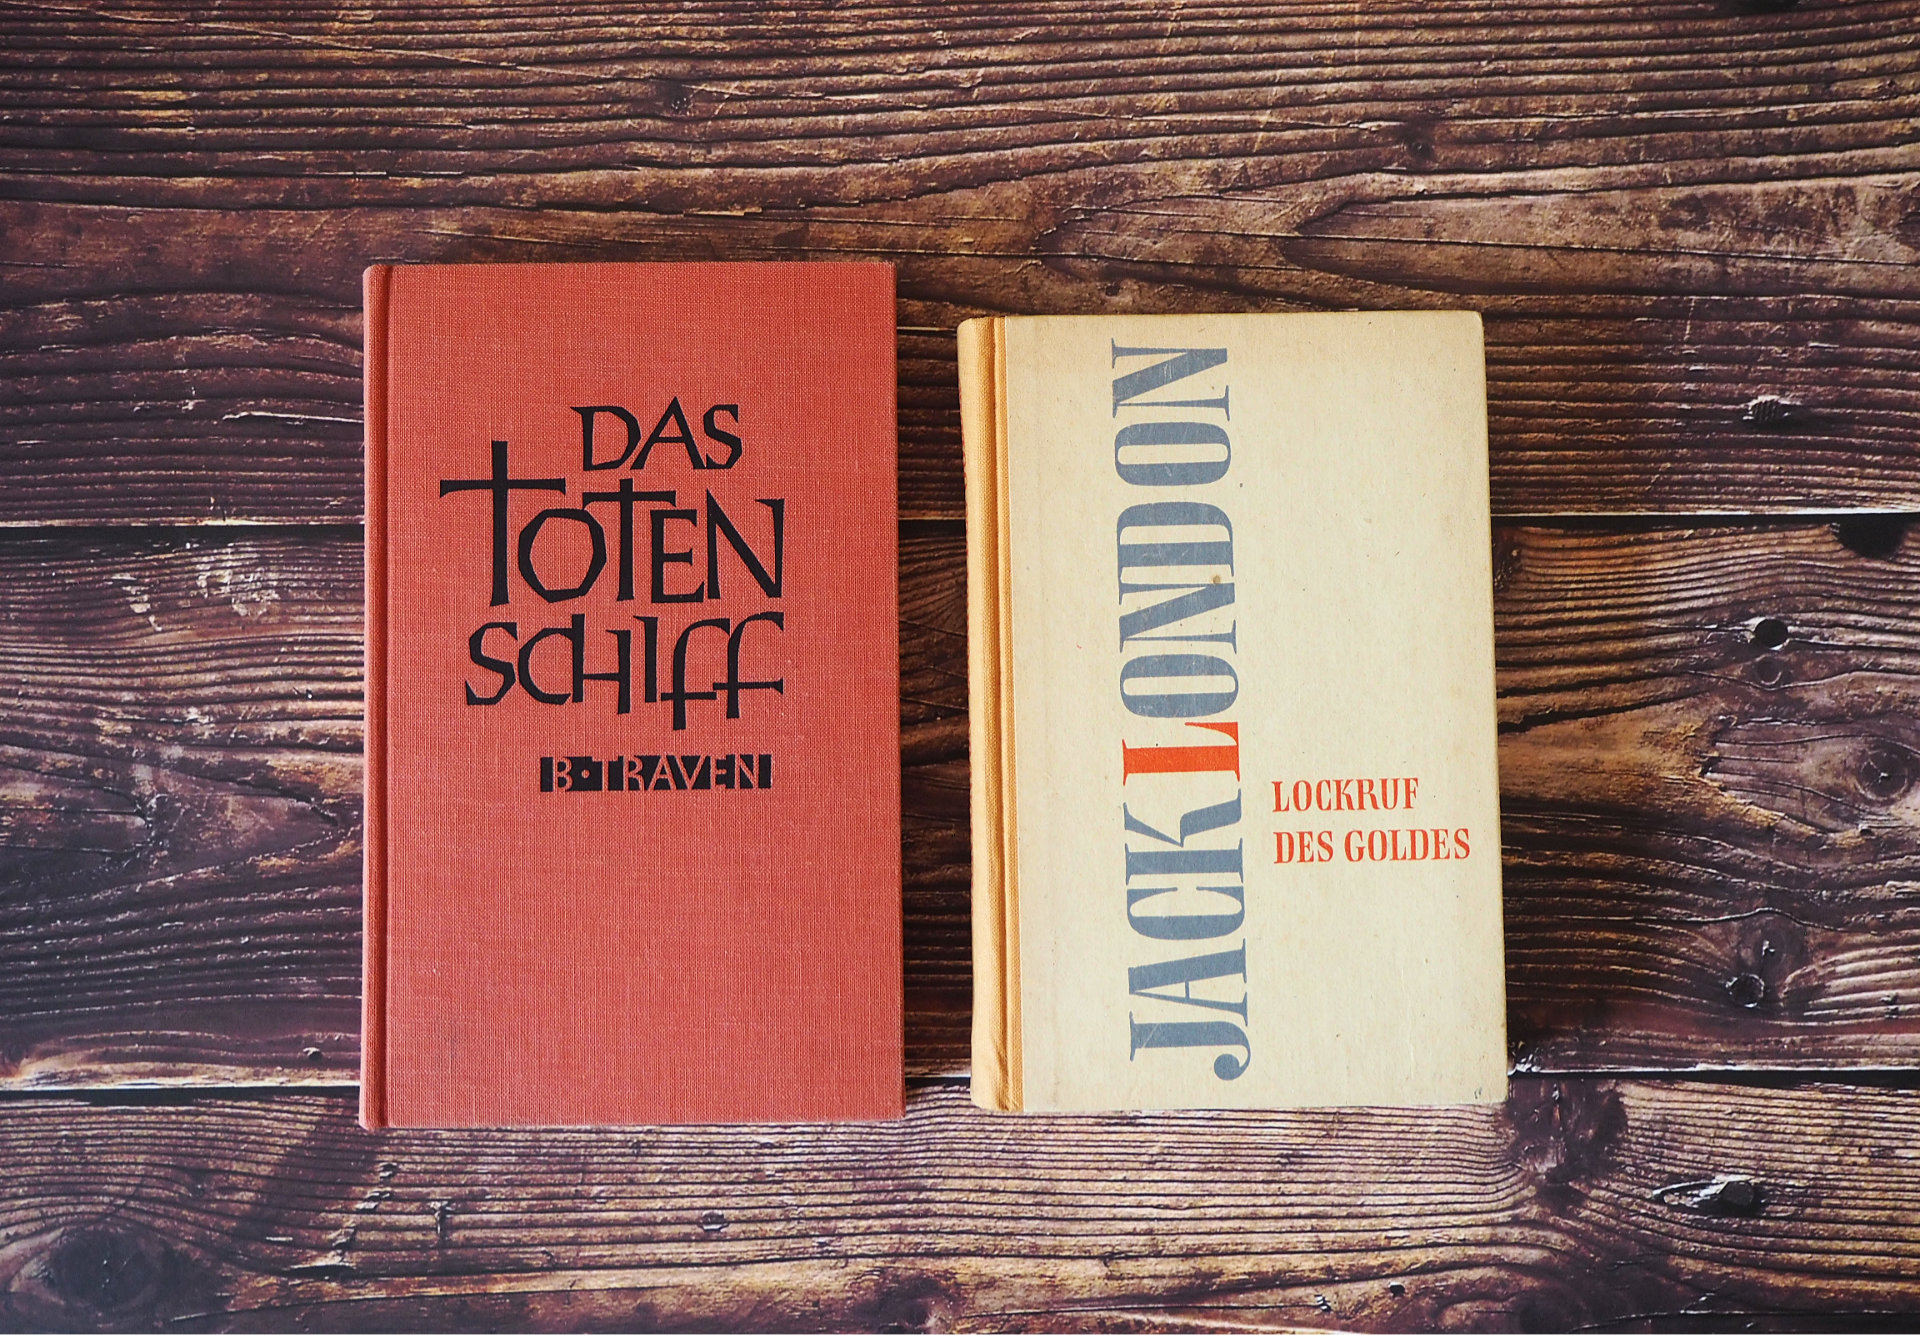 DAS
TOTEN
SCHIFF
B·TRAVEN
JACK LONDON
LOCKRUF
DES GOLDES